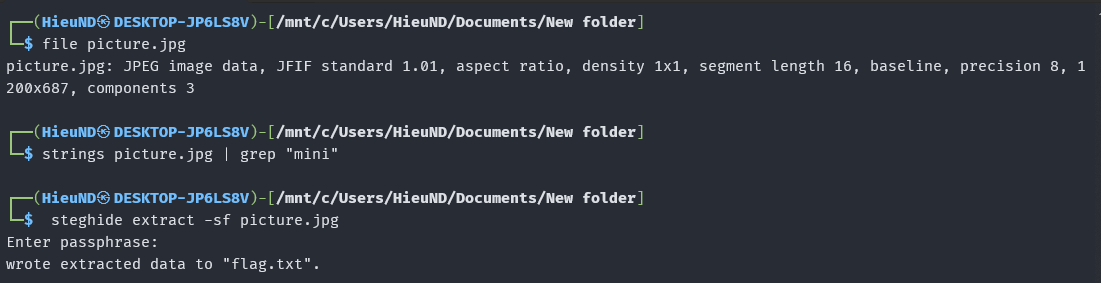 ┌──(HieuND㉿DESKTOP-JP6LS8V)-[/mnt/c/Users/HieuND/Documents/New folder]
└─$ file picture.jpg
picture.jpg: JPEG image data, JFIF standard 1.01, aspect ratio, density 1x1, segment length 16, baseline, precision 8, 1
200x687, components 3
┌──(HieuND㉿DESKTOP-JP6LS8V)-[/mnt/c/Users/HieuND/Documents/New folder]
└─$ strings picture.jpg | grep "mini"
┌──(HieuND㉿DESKTOP-JP6LS8V)-[/mnt/c/Users/HieuND/Documents/New folder]
└─$  steghide extract -sf picture.jpg
Enter passphrase:
wrote extracted data to "flag.txt".